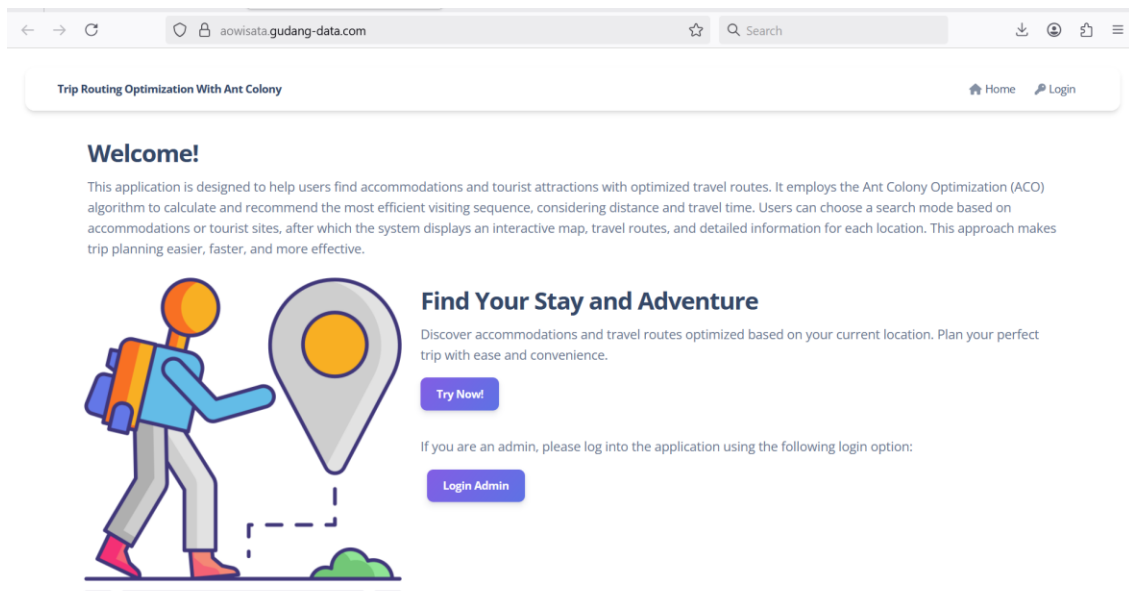 aowisata.gudang-data.com
Search
Trip Routing Optimization With Ant Colony
Home
Login
Welcome!
This application is designed to help users find accommodations and tourist attractions with optimized travel routes. It employs the Ant Colony Optimization (ACO)
algorithm to calculate and recommend the most efficient visiting sequence, considering distance and travel time. Users can choose a search mode based on
accommodations or tourist sites, after which the system displays an interactive map, travel routes, and detailed information for each location. This approach makes
trip planning easier, faster, and more effective.
Find Your Stay and Adventure
Discover accommodations and travel routes optimized based on your current location. Plan your perfect
trip with ease and convenience.
Try Now!
If you are an admin, please log into the application using the following login option:
Login Admin